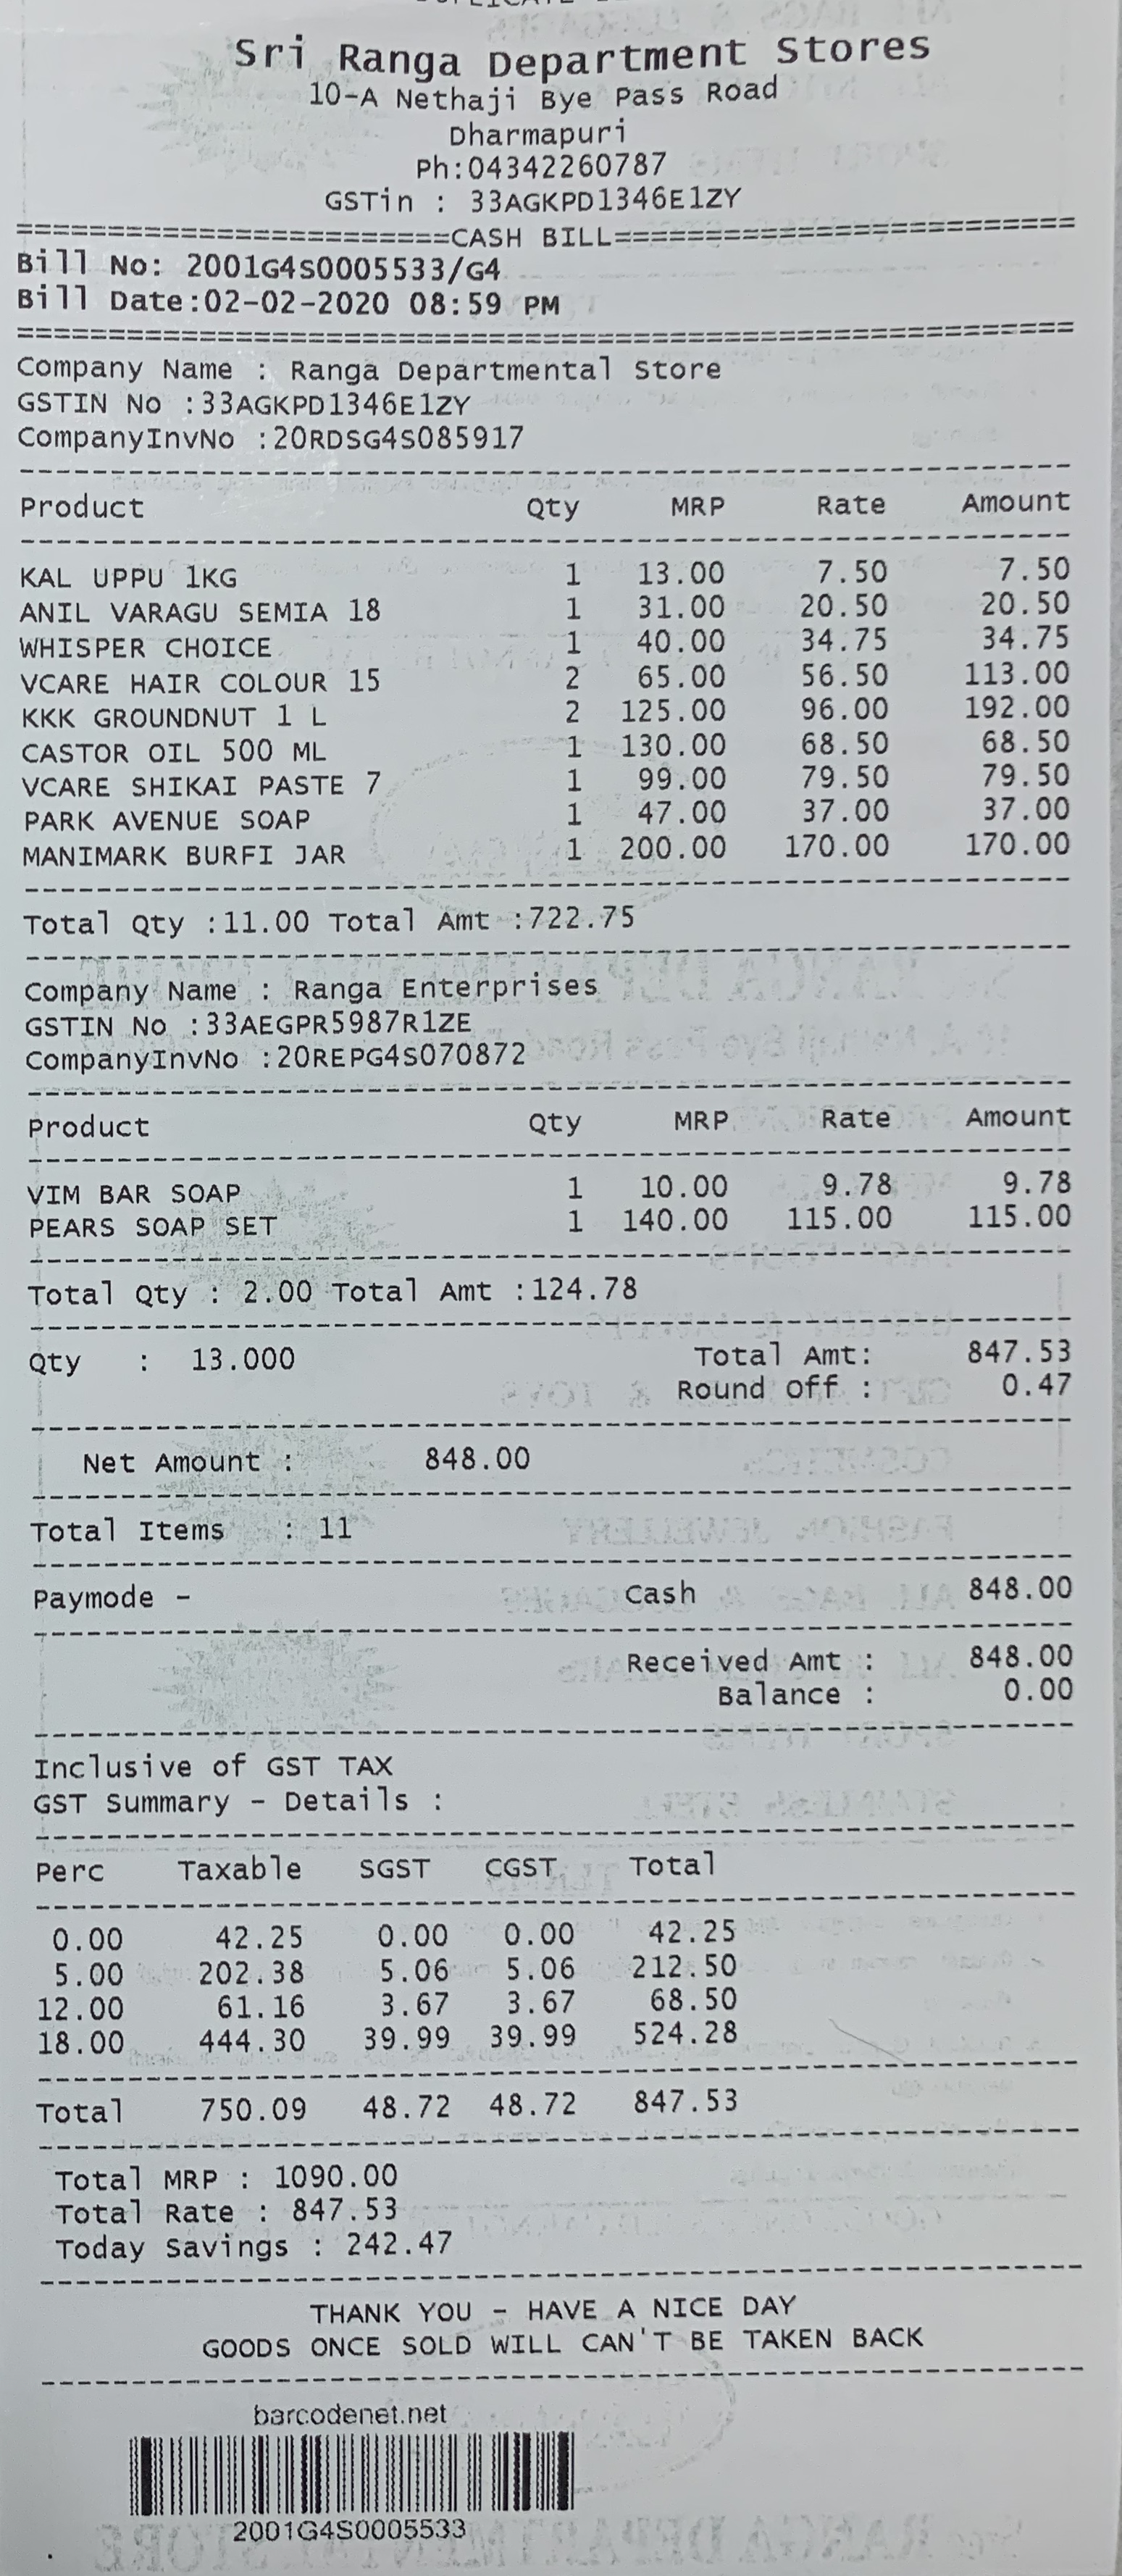 Sri Ranga Department Stores
10-A Nethaji Bye Pass Road
Dharmapuri
Ph:04342260787
GSTin : 33AGKPD1346E1ZY
========================CASH BILL==========================
Bill No: 2001G4S0005533/G4
Bill Date:02-02-2020 08:59 PM
Company Name : Ranga Departmental Store
GSTIN No :33AGKPD1346E1ZY
CompanyInvNo :20RDSG4S085917
Product Qty MRP Rate Amount
KAL UPPU 1KG 1 13.00 7.50 7.50
ANIL VARAGU SEMIA 18 1 31.00 20.50 20.50
WHISPER CHOICE 1 40.00 34.75 34.75
VCARE HAIR COLOUR 15 2 65.00 56.50 113.00
KKK GROUNDNUT 1 L 2 125.00 96.00 192.00
CASTOR OIL 500 ML 1 130.00 68.50 68.50
VCARE SHIKAI PASTE 7 1 99.00 79.50 79.50
PARK AVENUE SOAP 1 47.00 37.00 37.00
MANIMARK BURFI JAR 1 200.00 170.00 170.00
Total Qty :11.00 Total Amt :722.75
Company Name : Ranga Enterprises
GSTIN No :33AEGPR5987R1ZE
CompanyInvNo :20REPG4S070872
Product Qty MRP Rate Amount
VIM BAR SOAP 1 10.00 9.78 9.78
PEARS SOAP SET 1 140.00 115.00 115.00
Total Qty : 2.00 Total Amt :124.78
Qty : 13.000 Total Amt: 847.53
Round Off : 0.47
Net Amount : 848.00
Total Items : 11
Paymode - Cash 848.00
Received Amt : 848.00
Balance : 0.00
Inclusive of GST TAX
GST Summary - Details :
Perc Taxable SGST CGST Total
0.00 42.25 0.00 0.00 42.25
5.00 202.38 5.06 5.06 212.50
12.00 61.16 3.67 3.67 68.50
18.00 444.30 39.99 39.99 524.28
Total 750.09 48.72 48.72 847.53
Total MRP : 1090.00
Total Rate : 847.53
Today Savings : 242.47
THANK YOU - HAVE A NICE DAY
GOODS ONCE SOLD WILL CAN'T BE TAKEN BACK
barcodenet.net
2001G4S0005533